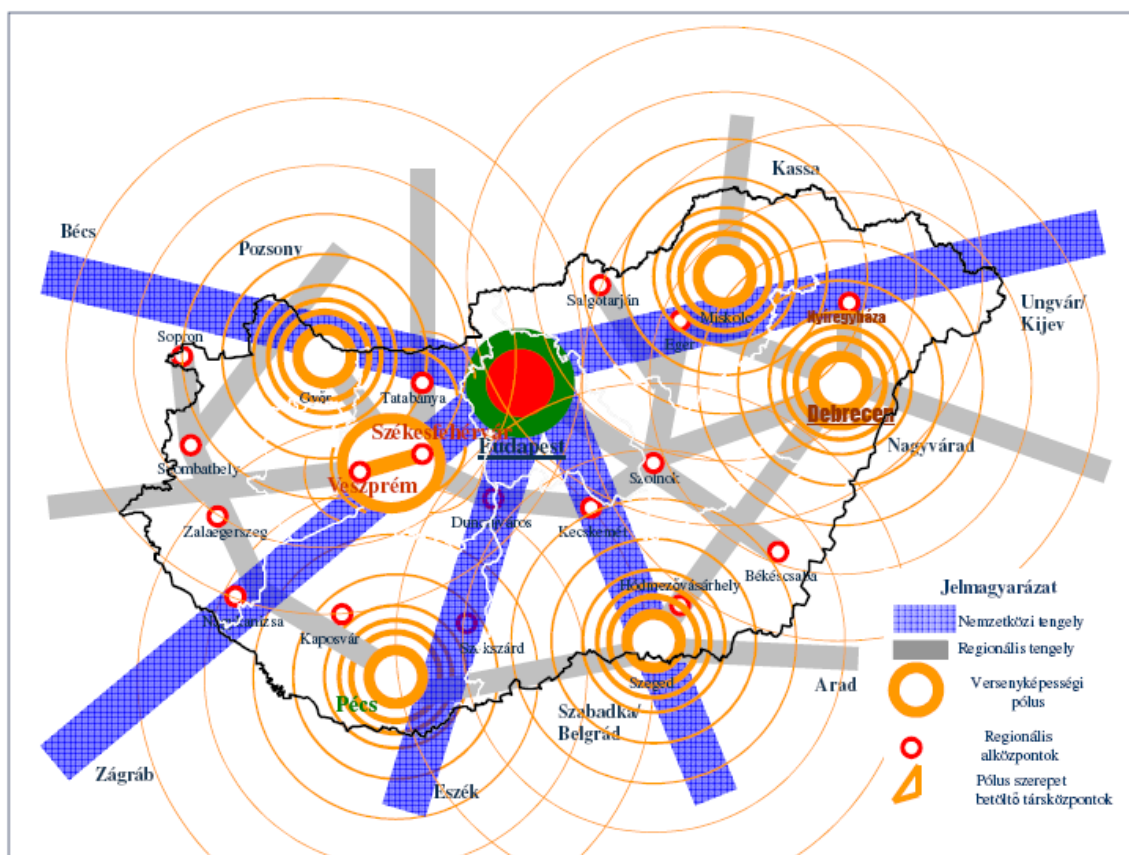 Kassa
Bécs
Pozsony
Salgótarján
Ungvár/
Kijev
Miskolc
Nyíregyháza
Eger
Sopron
Győr
Tatabánya
Debrecen
Székesfehérvár
Budapest
Nagyvárad
Szombathely
Veszprém
Szolnok
Dunaújváros
Kecskemét
Zalaegerszeg
Békéscsaba
Hódmezővásárhely
Nagykanizsa
Kaposvár
Szekszárd
Szeged
Arad
Pécs
Szabadka/
Belgrád
Zágráb
Eszék
Jelmagyarázat
Nemzetközi tengely
Regionális tengely
Versenyképességi
pólus
Regionális
alközpontok
Pólus szerepet
betöltő társközpontok